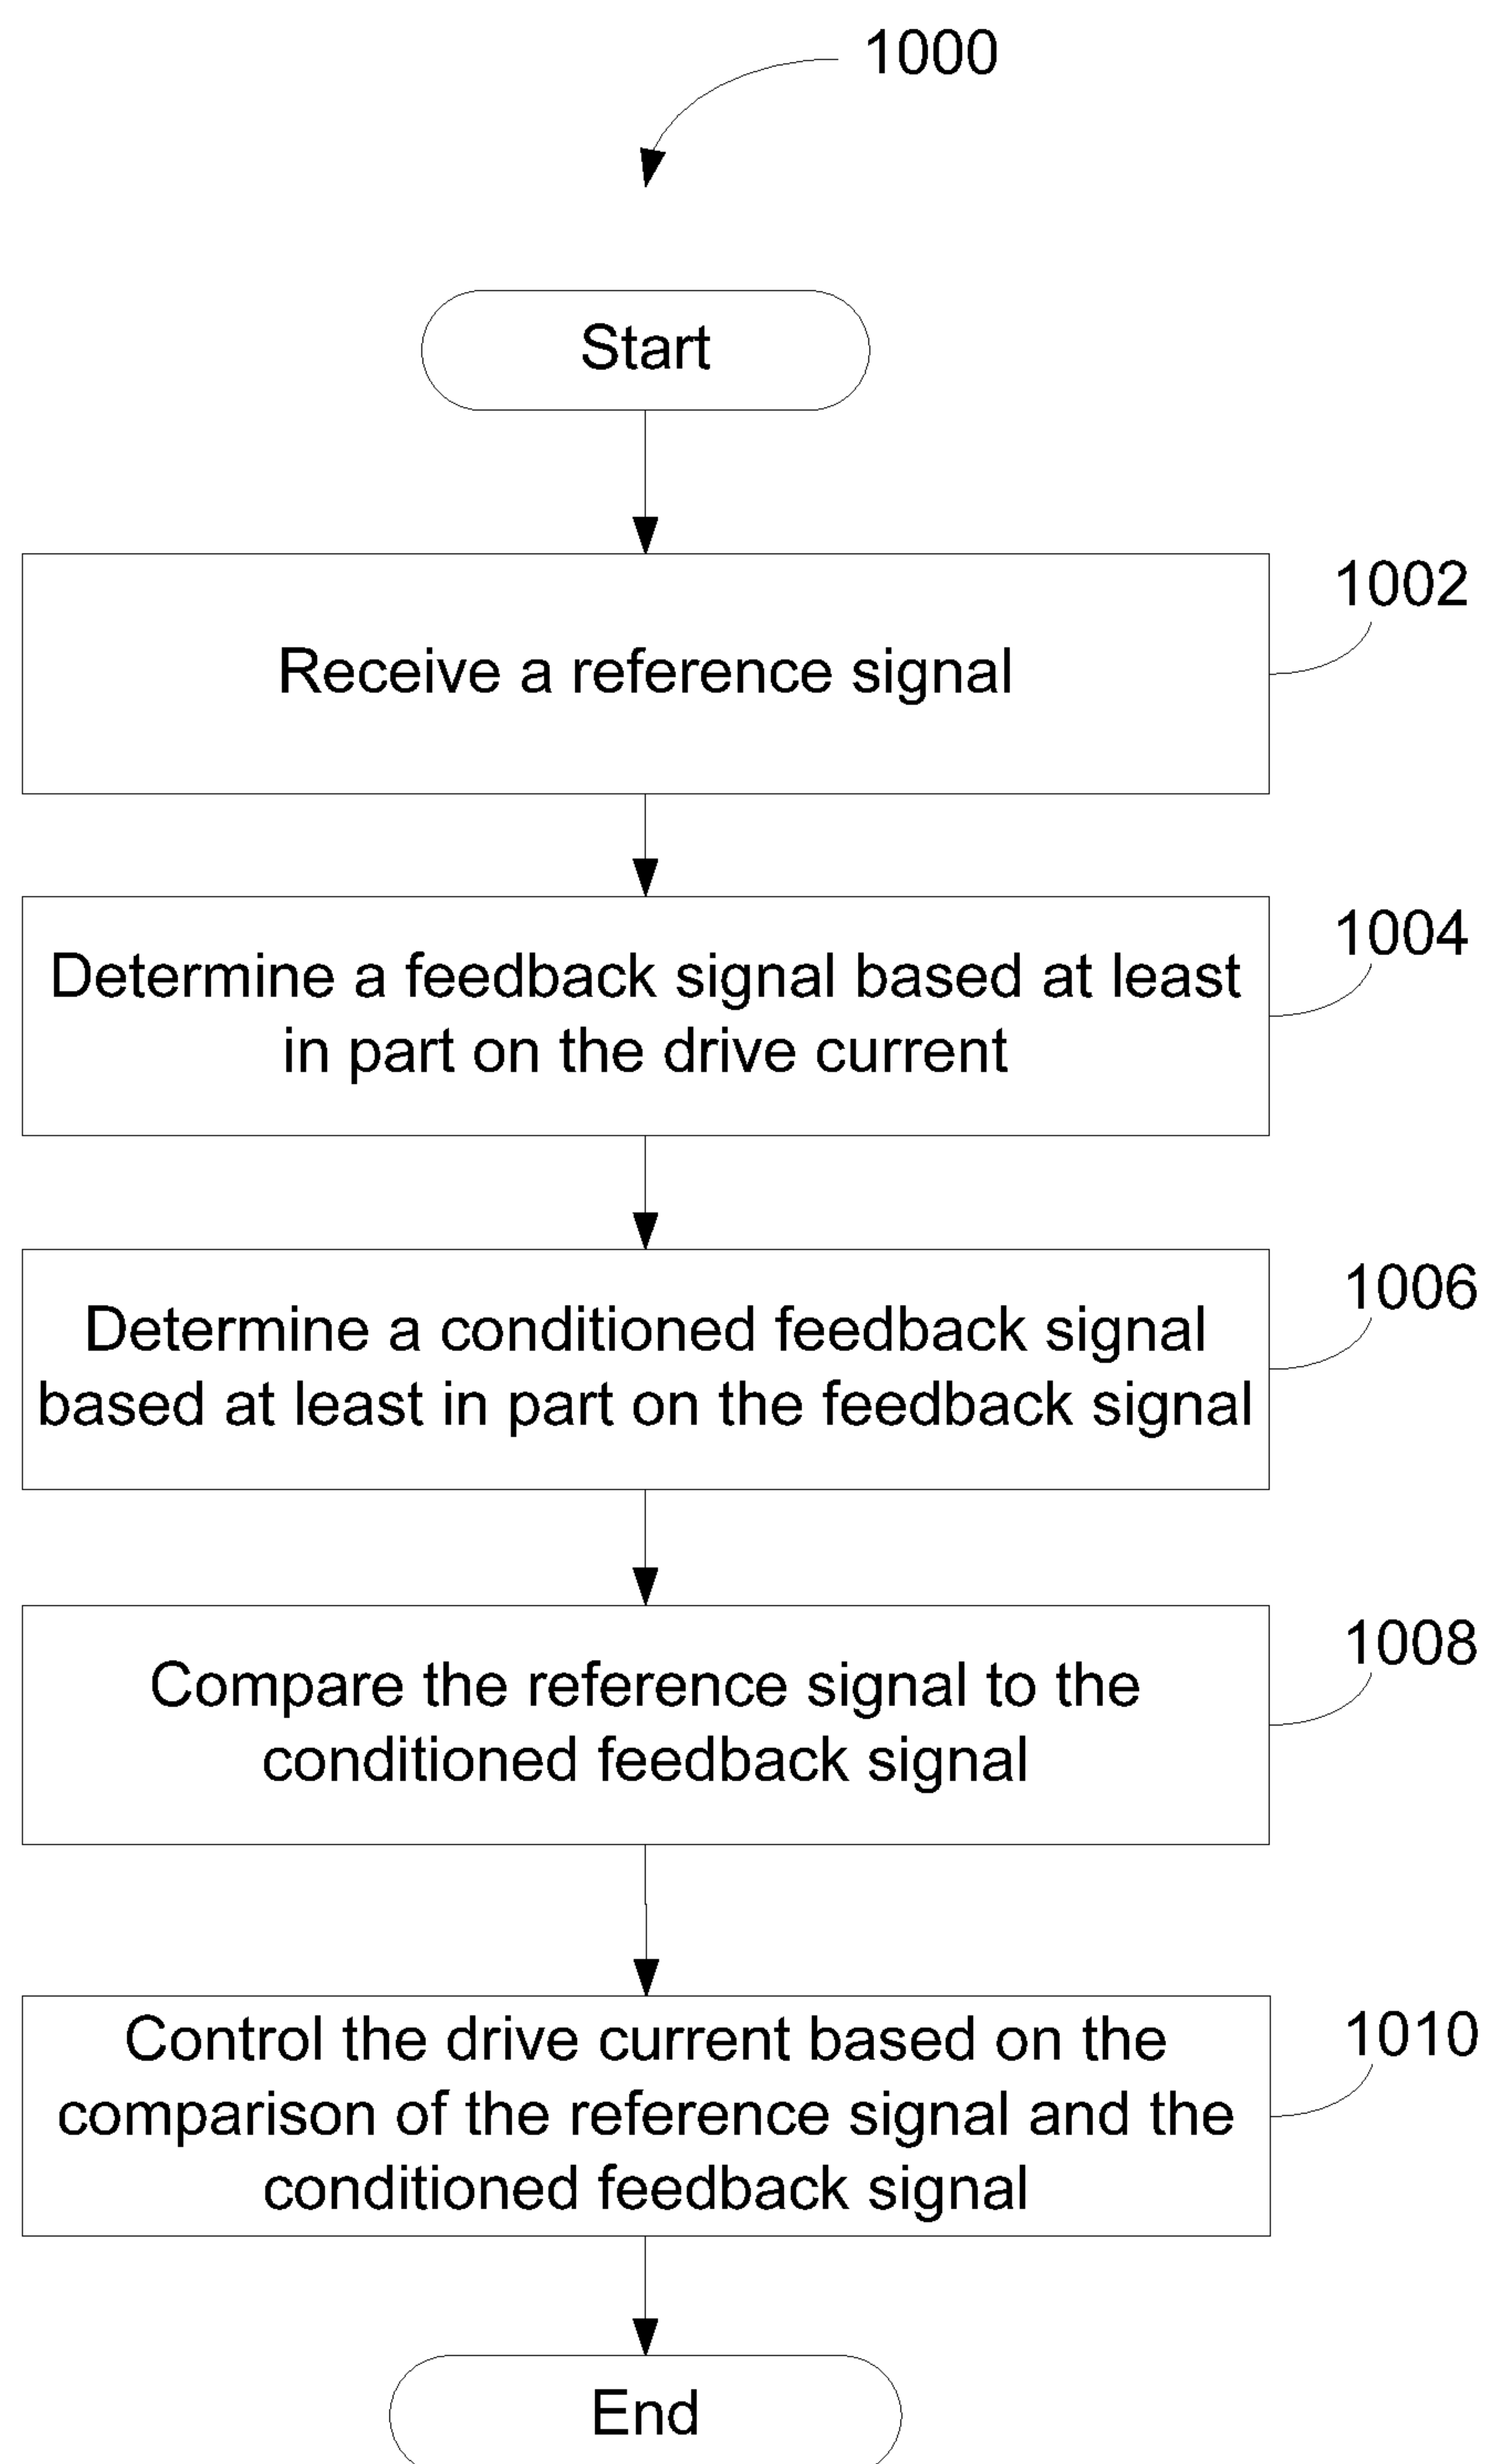 1000
Start
1002
Receive a reference signal
1004
Determine a feedback signal based at least
in part on the drive current
1006
Determine a conditioned feedback signal
based at least in part on the feedback signal
1008
Compare the reference signal to the
conditioned feedback signal
1010
Control the drive current based on the
comparison of the reference signal and the
conditioned feedback signal
End